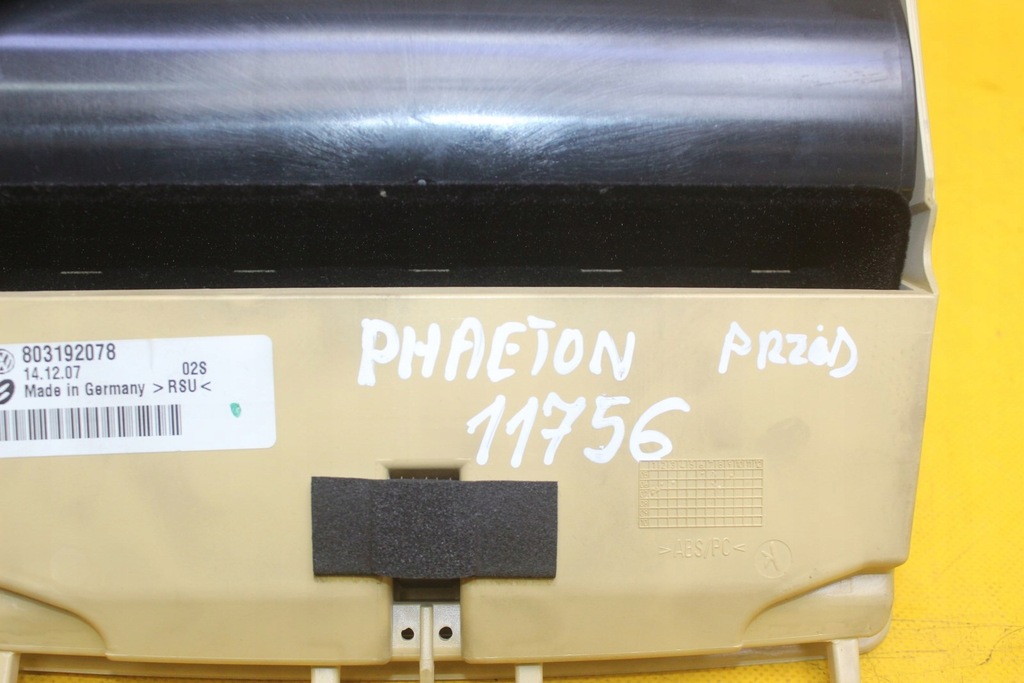 803192078
14.12.07 02S
Made in Germany >RSU<
PHAETON PRZÓD
11756
>ABS/PC<